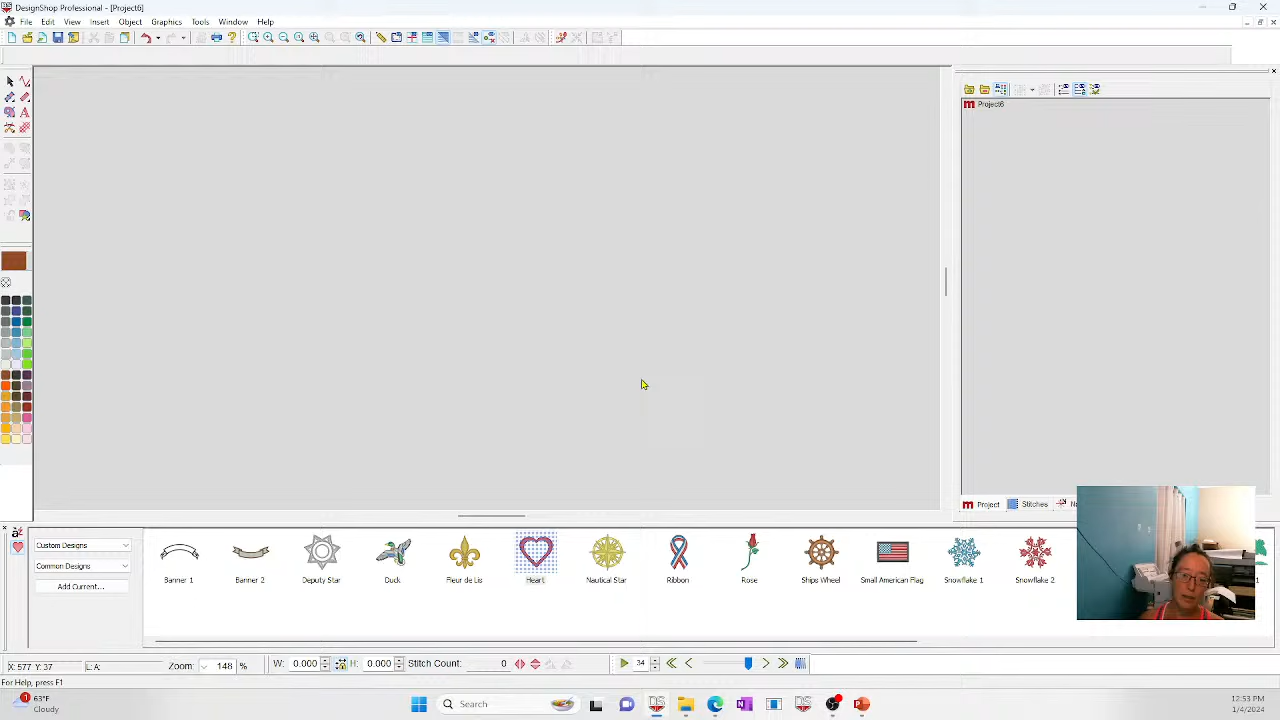 DesignShop Professional - [Project6]
File Edit View Insert Object Graphics Tools Window Help
Project6
Project Stitches
Custom Designs
Common Designs
Add Current...
Banner 1 Banner 2 Deputy Star Duck Fleur de Lis Heart Nautical Star Ribbon Rose Ships Wheel Small American Flag Snowflake 1 Snowflake 2
X: 577 Y: 37 L: A: Zoom: 148 % W: 0.000 H: 0.000 Stitch Count: 0 34
For Help, press F1
63°F
Cloudy
Search
12:53 PM
1/4/2024